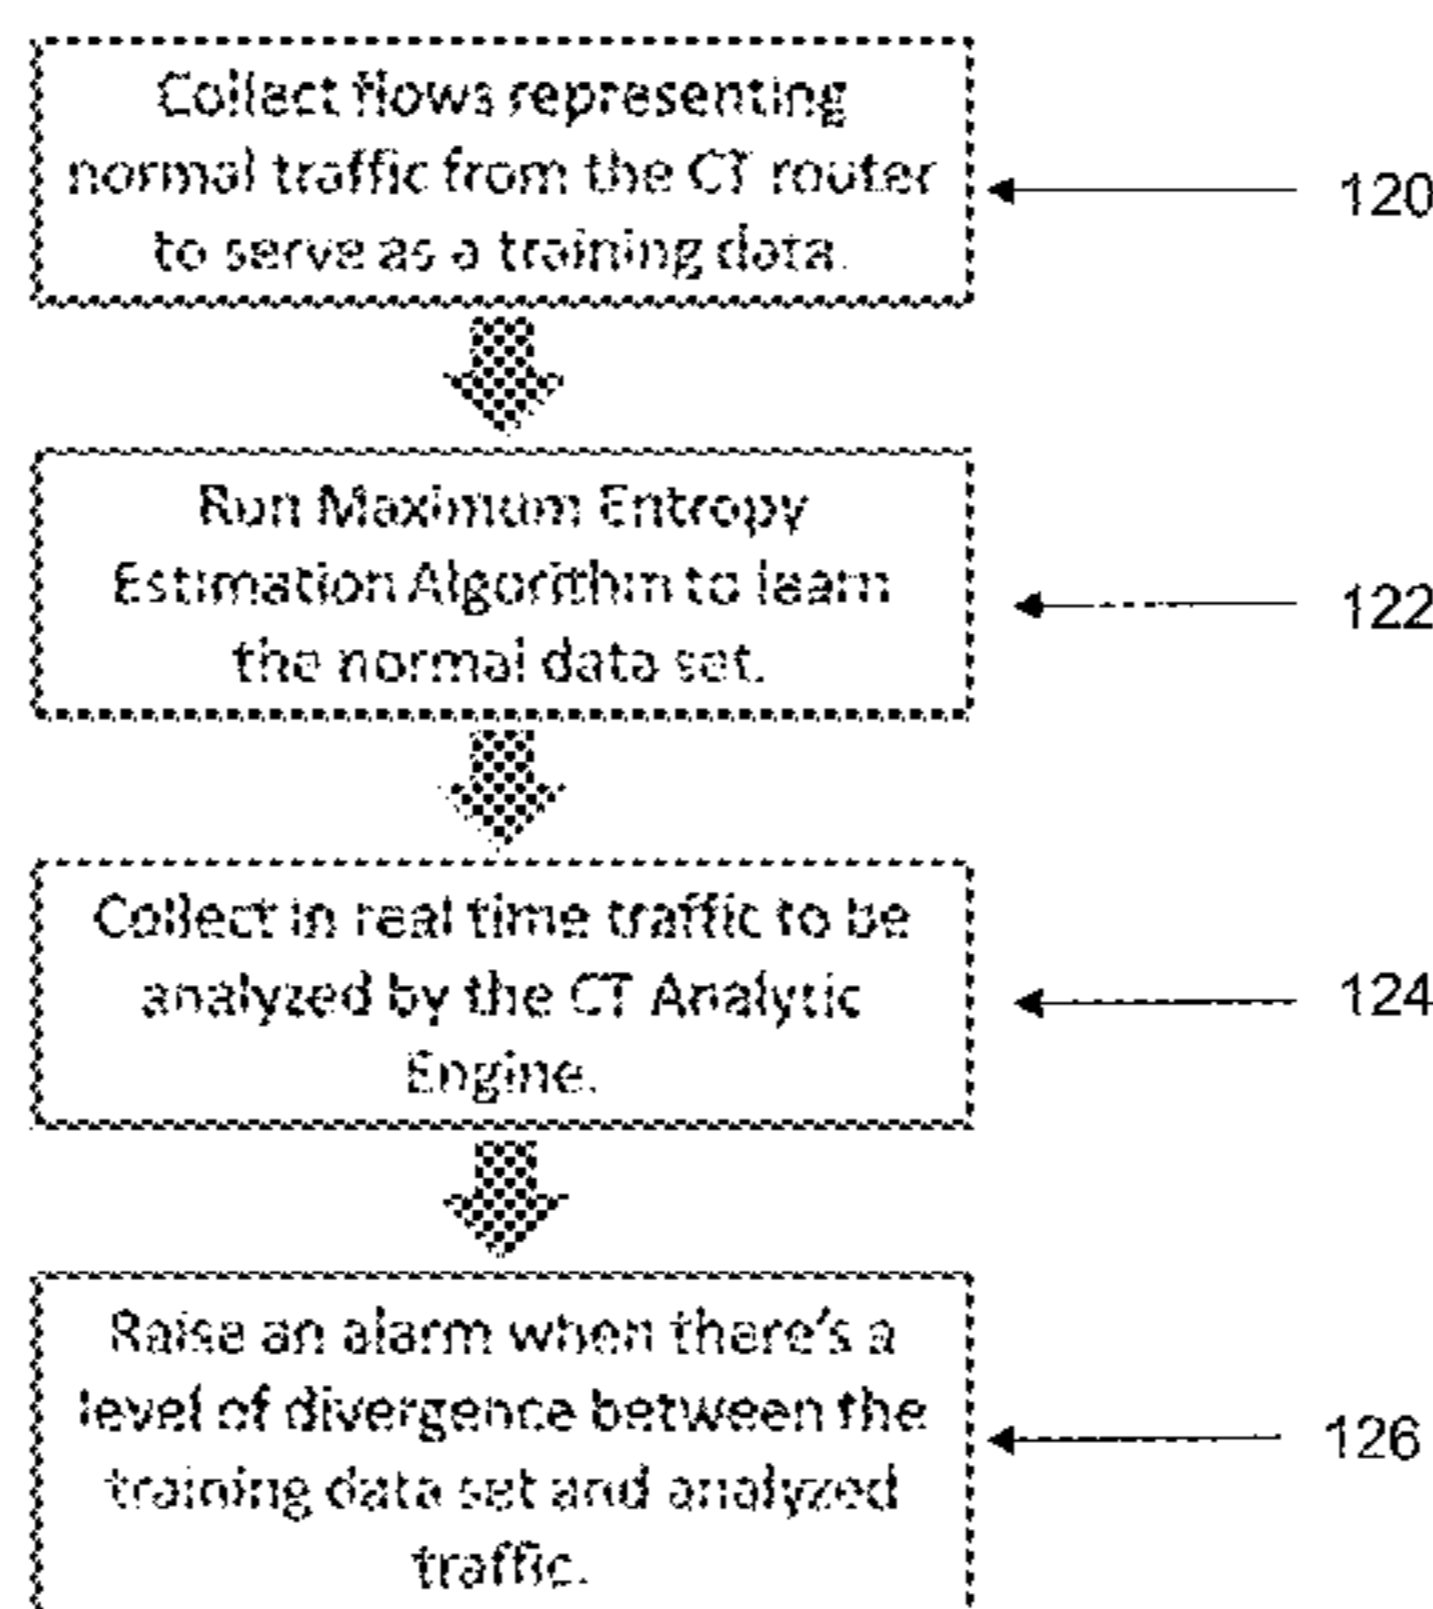 Collect flows representing
normal traffic from the CT router
to serve as a training data.
120
Run Maximum Entropy
Estimation Algorithm to learn
the normal data set.
122
Collect in real time traffic to be
analyzed by the CT Analytic
Engine.
124
Raise an alarm when there's a
level of divergence between the
training data set and analyzed
traffic.
126